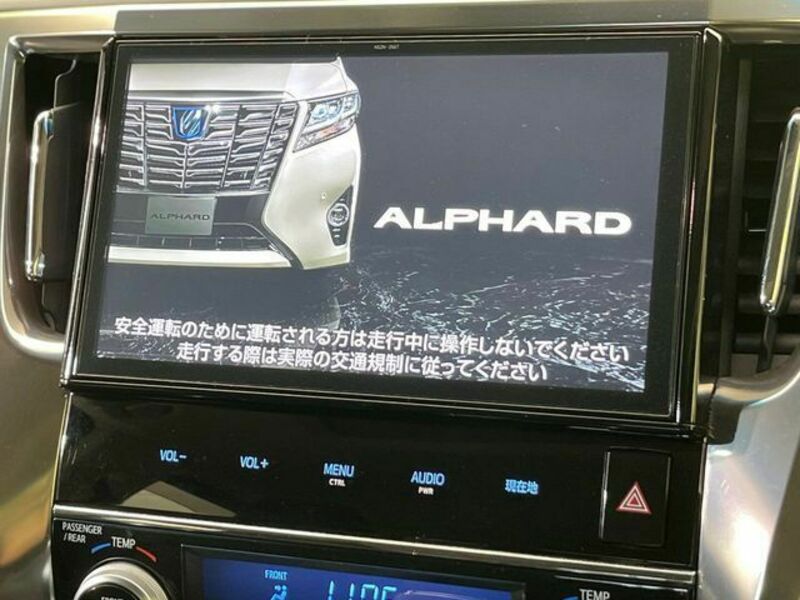 ALPHARD
ALPHARD
安全運転のために運転される方は走行中に操作しないでください
走行する際は実際の交通規制に従ってください
VOL-
VOL+
MENU
CTRL
AUDIO
PWR
現在地
PASSENGER
/REAR
TEMP
FRONT
TEMP